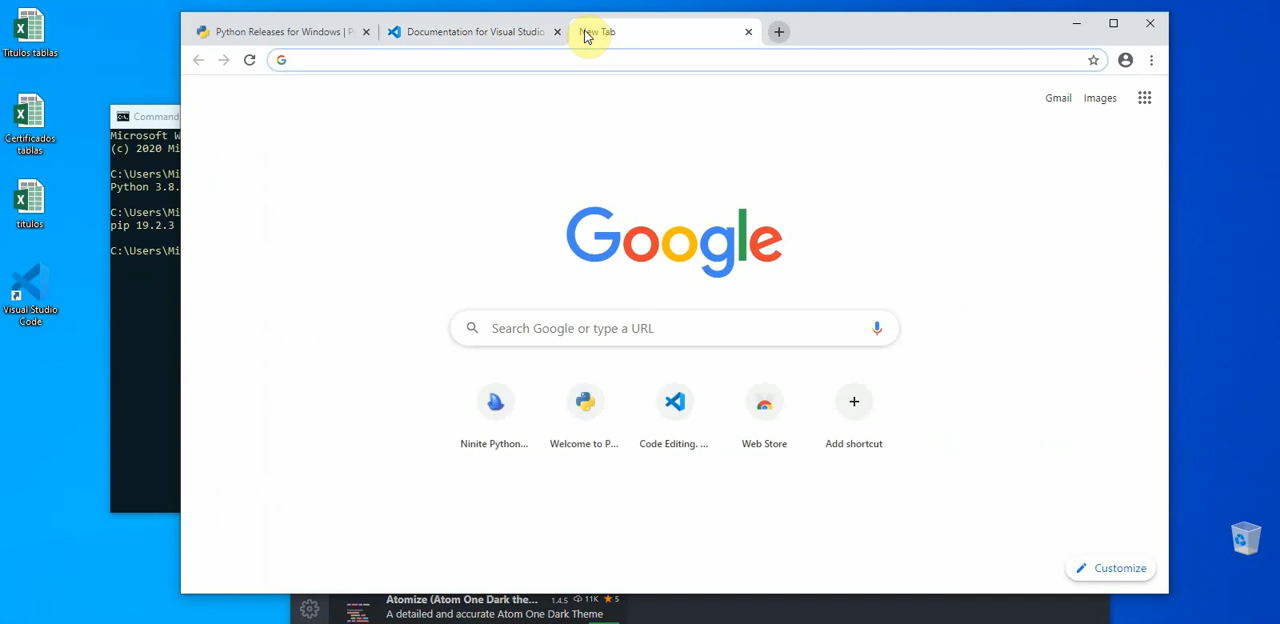 Titulos tablas
Certificados
tablas
titulos
Visual Studio
Code
Command
Microsoft W
(c) 2020 Mi
C:\Users\Mi
Python 3.8.
C:\Users\Mi
pip 19.2.3
C:\Users\Mi
Python Releases for Windows | P
Documentation for Visual Studio
New Tab
Gmail
Images
Google
Search Google or type a URL
Ninite Python...
Welcome to P...
Code Editing. ...
Web Store
Add shortcut
Customize
Atomize (Atom One Dark the... 1.4.5 11K 5
A detailed and accurate Atom One Dark Theme